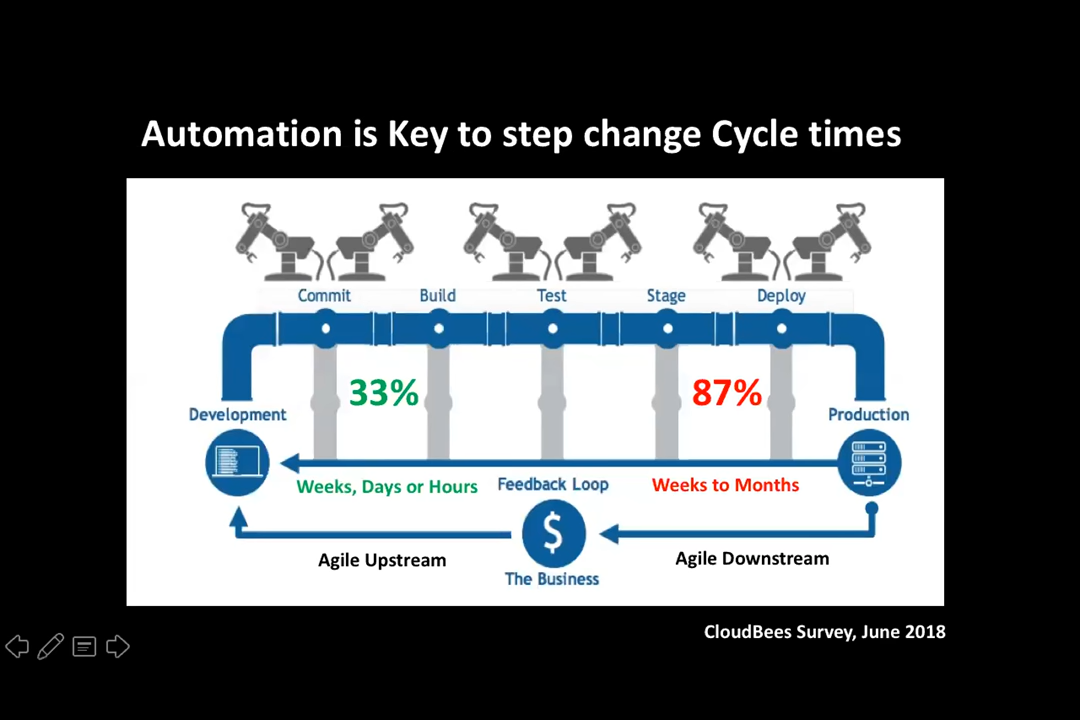 Automation is Key to step change Cycle times
Commit
Build
Test
Stage
Deploy
33%
87%
Development
Production
Weeks, Days or Hours
Feedback Loop
Weeks to Months
$
Agile Upstream
Agile Downstream
The Business
CloudBees Survey, June 2018